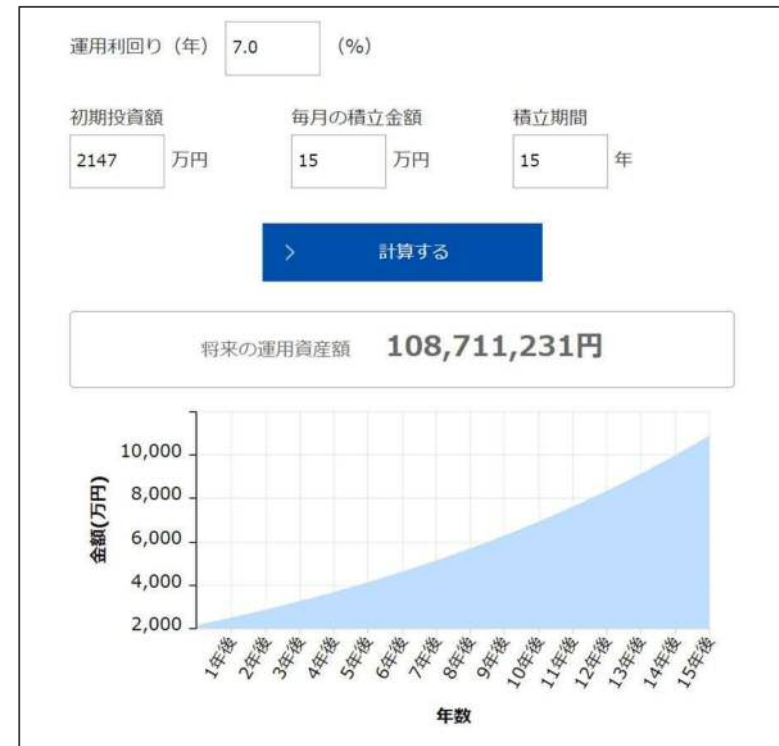 運用利回り（年） 7.0 （%）
初期投資額 毎月の積立金額 積立期間
2147 万円 15 万円 15 年
計算する
将来の運用資産額 108,711,231円
10,000
8,000
6,000
4,000
2,000
金額(万円)
1年後 2年後 3年後 4年後 5年後 6年後 7年後 8年後 9年後 10年後 11年後 12年後 13年後 14年後 15年後
年数